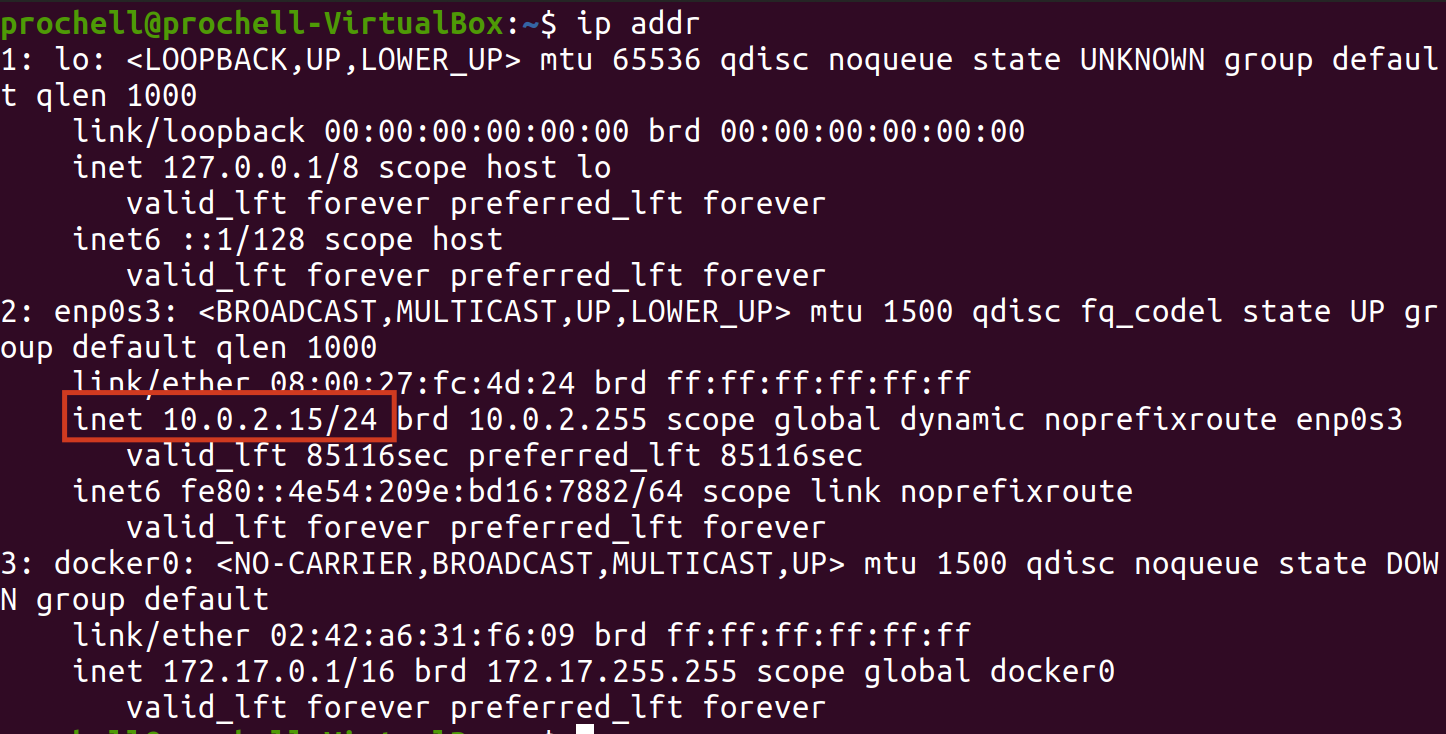 prochell@prochell-VirtualBox:~$ ip addr
1: lo: <LOOPBACK,UP,LOWER_UP> mtu 65536 qdisc noqueue state UNKNOWN group defaul
t qlen 1000
    link/loopback 00:00:00:00:00:00 brd 00:00:00:00:00:00
    inet 127.0.0.1/8 scope host lo
       valid_lft forever preferred_lft forever
    inet6 ::1/128 scope host
       valid_lft forever preferred_lft forever
2: enp0s3: <BROADCAST,MULTICAST,UP,LOWER_UP> mtu 1500 qdisc fq_codel state UP gr
oup default qlen 1000
    link/ether 08:00:27:fc:4d:24 brd ff:ff:ff:ff:ff:ff
    inet 10.0.2.15/24 brd 10.0.2.255 scope global dynamic noprefixroute enp0s3
       valid_lft 85116sec preferred_lft 85116sec
    inet6 fe80::4e54:209e:bd16:7882/64 scope link noprefixroute
       valid_lft forever preferred_lft forever
3: docker0: <NO-CARRIER,BROADCAST,MULTICAST,UP> mtu 1500 qdisc noqueue state DOW
N group default
    link/ether 02:42:a6:31:f6:09 brd ff:ff:ff:ff:ff:ff
    inet 172.17.0.1/16 brd 172.17.255.255 scope global docker0
       valid_lft forever preferred_lft forever